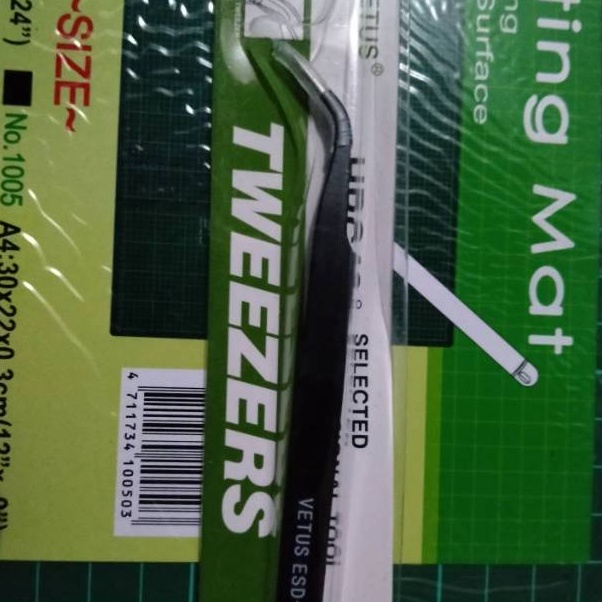 ting Mat
ng
Surface
VETUS®
SELECTED
TWEEZERS
VETUS ESD
~SIZE~
24")
■ No.1005
A4:30x22x0.3cm(12"x
4 711734 100503